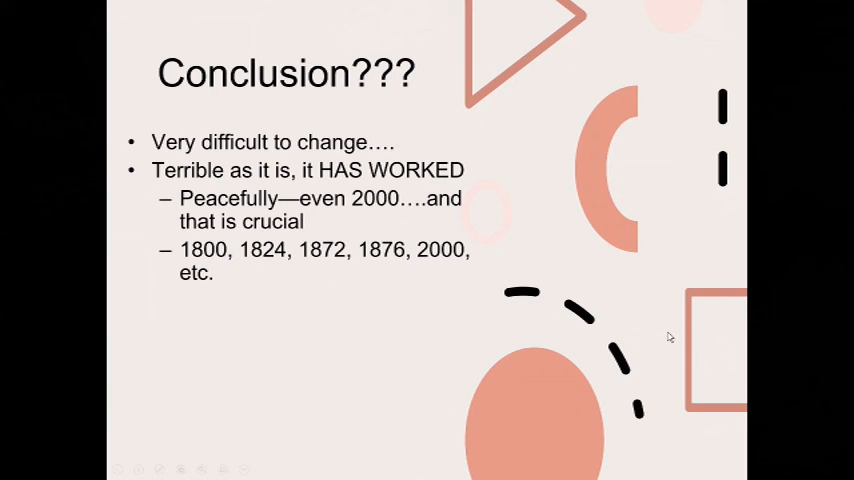 Conclusion???
• Very difficult to change….
• Terrible as it is, it HAS WORKED
– Peacefully—even 2000….and
that is crucial
– 1800, 1824, 1872, 1876, 2000,
etc.